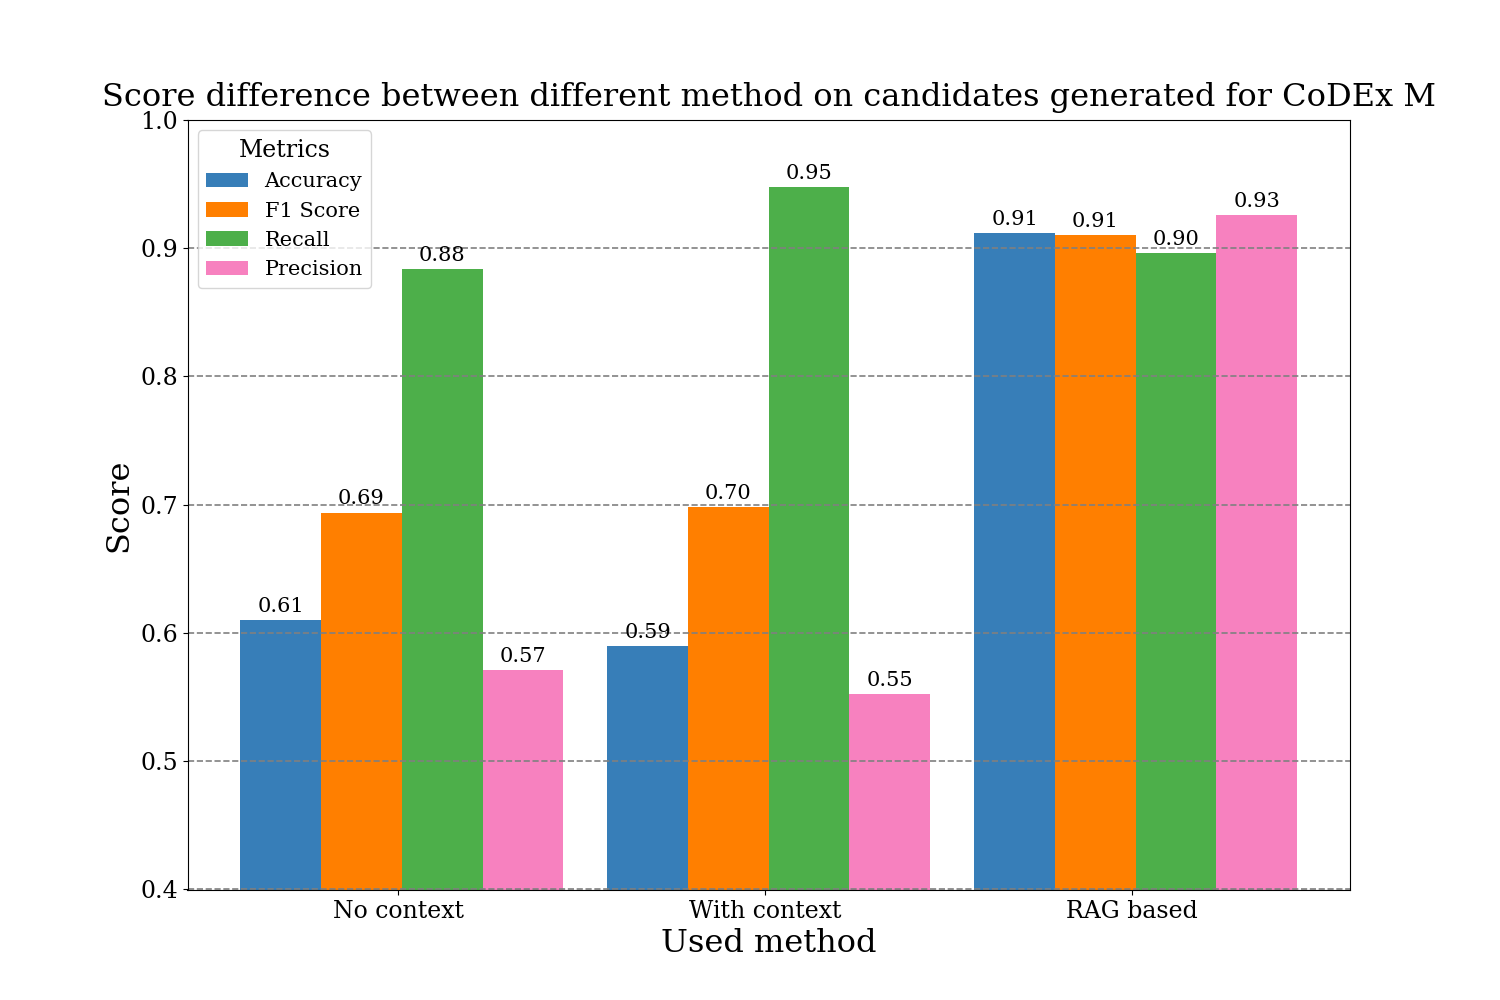 Score difference between different method on candidates generated for CoDEx M
Metrics
Accuracy
F1 Score
Recall
Precision
1.0
0.9
0.8
0.7
0.6
0.5
0.4
Score
0.61
0.69
0.88
0.57
0.59
0.70
0.95
0.55
0.91
0.91
0.90
0.93
No context
With context
RAG based
Used method